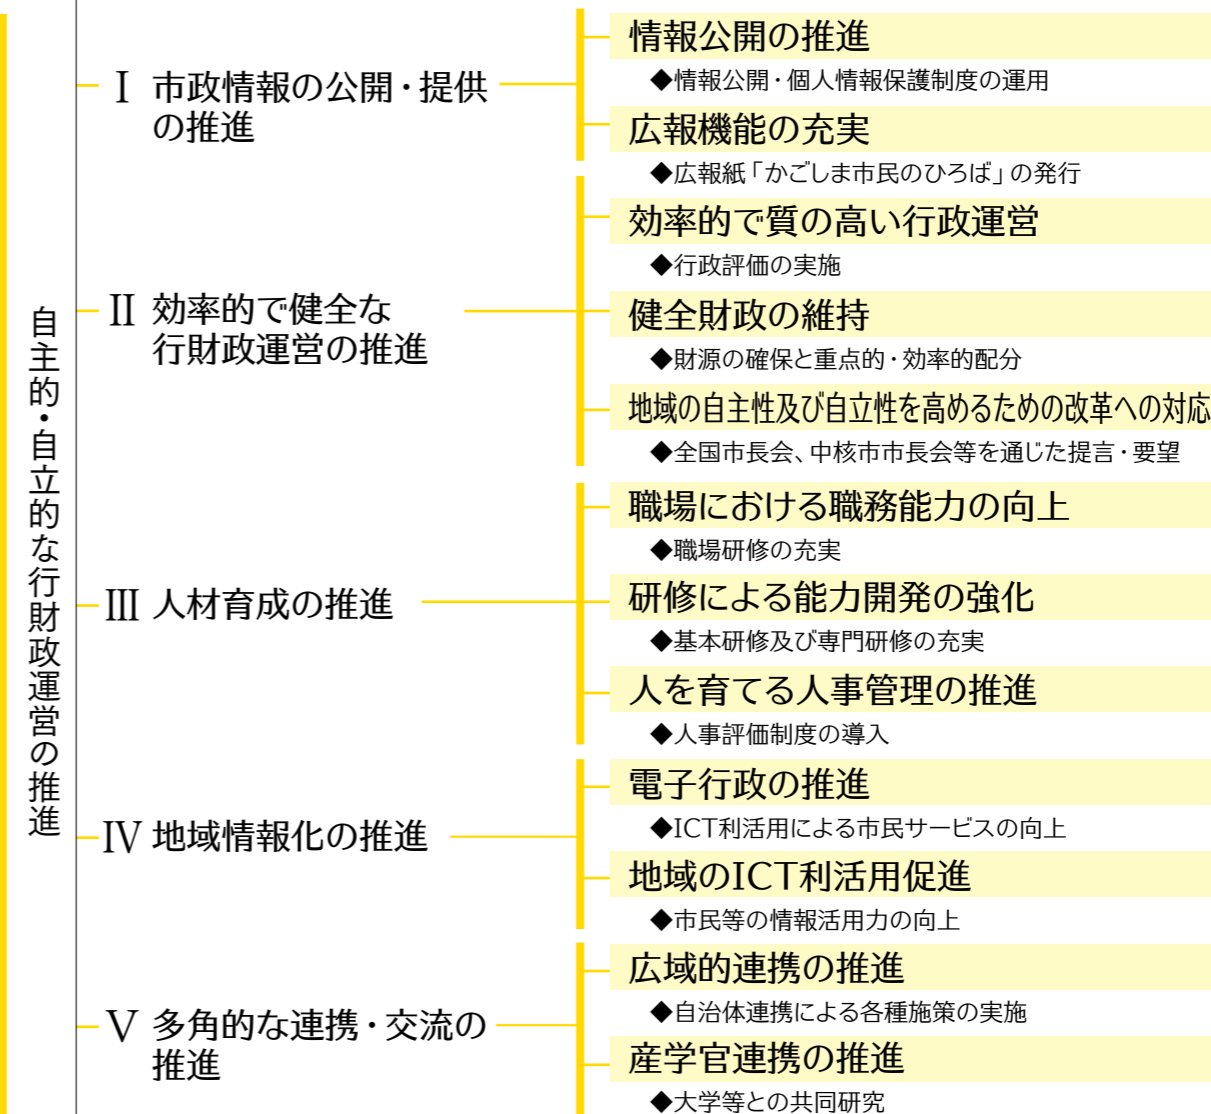 自主的・自立的な行財政運営の推進
Ⅰ 市政情報の公開・提供
の推進
情報公開の推進
◆情報公開・個人情報保護制度の運用
広報機能の充実
◆広報紙「かごしま市民のひろば」の発行
Ⅱ 効率的で健全な
行財政運営の推進
効率的で質の高い行政運営
◆行政評価の実施
健全財政の維持
◆財源の確保と重点的・効率的配分
地域の自主性及び自立性を高めるための改革への対応
◆全国市長会、中核市市長会等を通じた提言・要望
Ⅲ 人材育成の推進
職場における職務能力の向上
◆職場研修の充実
研修による能力開発の強化
◆基本研修及び専門研修の充実
人を育てる人事管理の推進
◆人事評価制度の導入
Ⅳ 地域情報化の推進
電子行政の推進
◆ICT利活用による市民サービスの向上
地域のICT利活用促進
◆市民等の情報活用力の向上
Ⅴ 多角的な連携・交流の
推進
広域的連携の推進
◆自治体連携による各種施策の実施
産学官連携の推進
◆大学等との共同研究